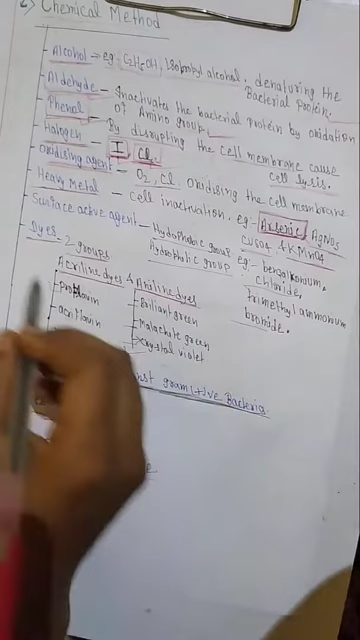 c) Chemical Method
- Alcohol → eg: C₂H₅OH, Isobutyl alcohol, denaturing the Bacterial Protein.
- Aldehyde - Inactivates the bacterial protein by oxidation of Amino group.
- Phenol - By disrupting the cell membrane cause cell lysis.
- Halogen - I Cl₂
- Oxidising agent - O₂, Cl Oxidising the cell membrane
- Heavy Metal - cell inactivation. eg:- Arsenic, AgNO₃ CuSO₄ & KMnO₄
- Surface active agent - Hydrophobic group Hydrophilic group eg:- benzalkonium chloride, trimethyl ammonium bromide.
- Dyes - 2 groups
Acriline dyes & Aniline dyes
Proflavin
acriflavin
Briliant green
Malachite green
Crystal violet
gram (+)ve Bacteria